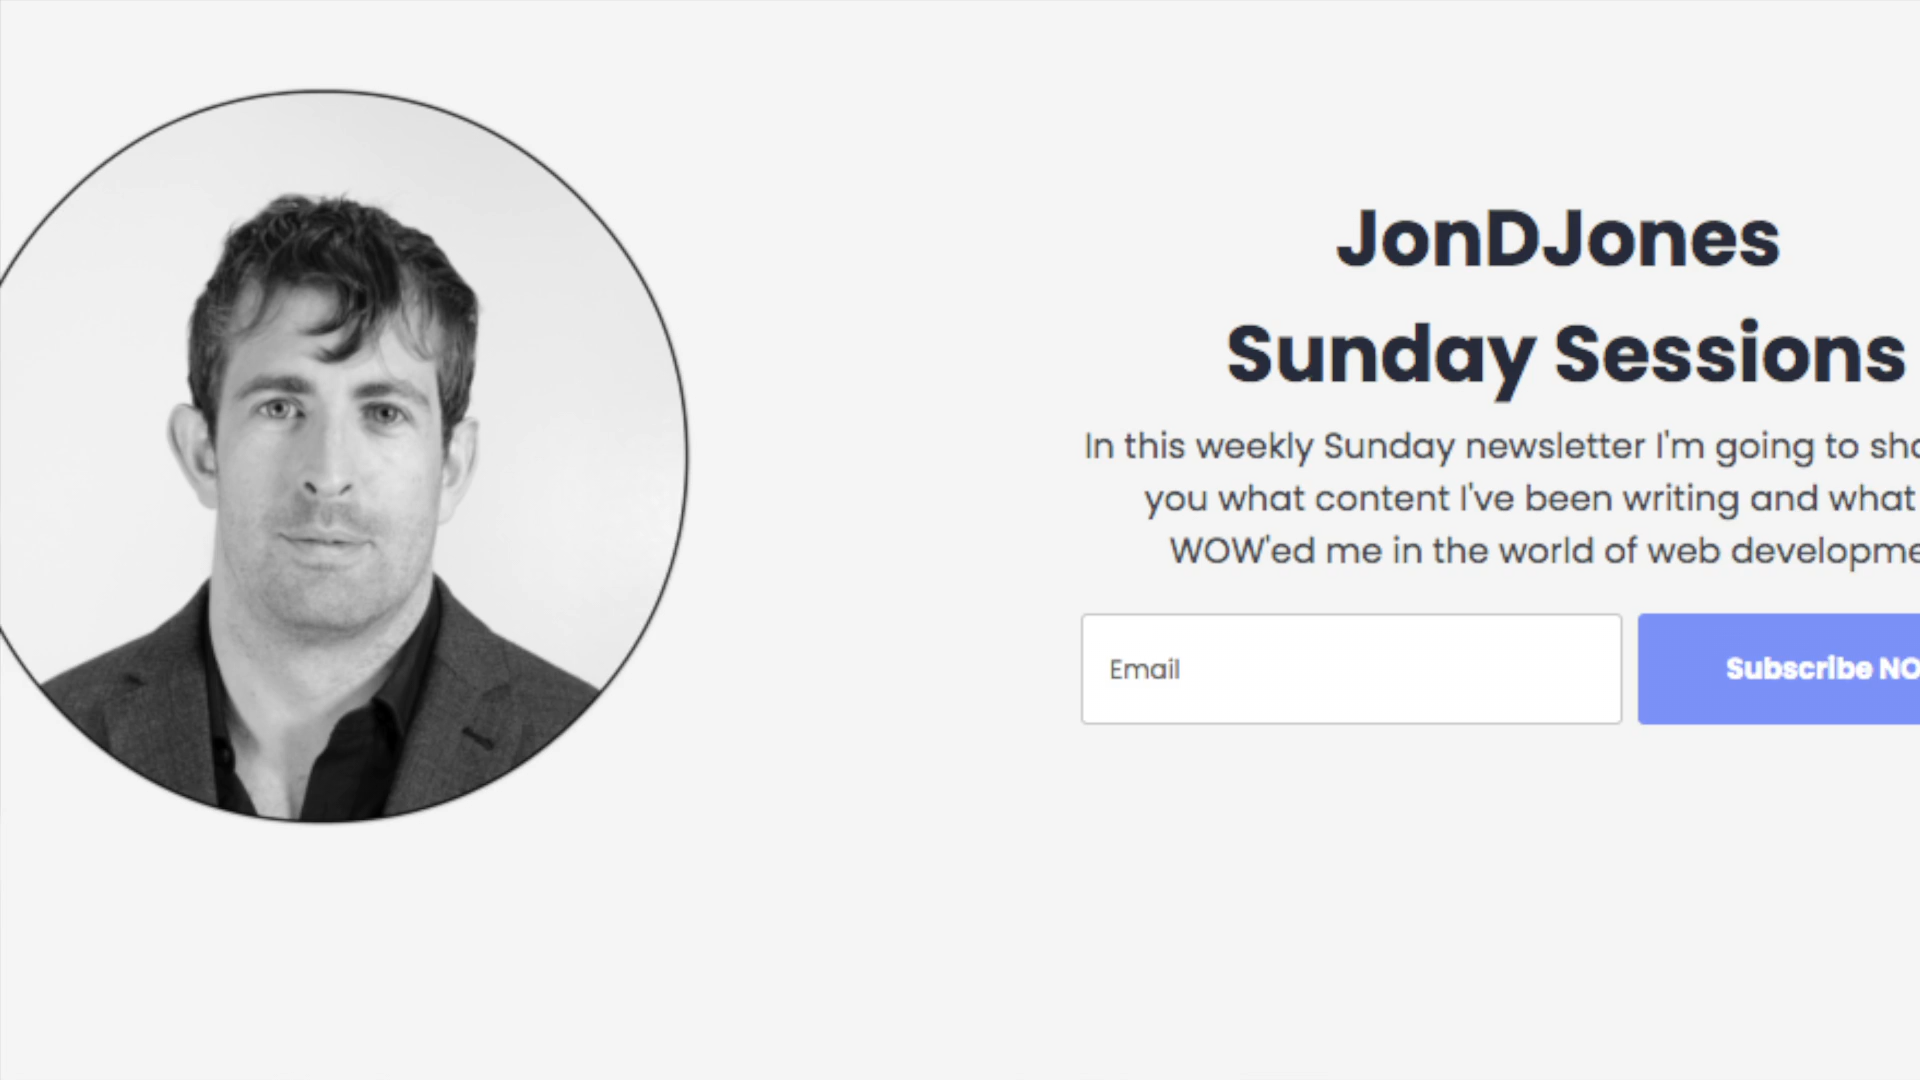 JonDJones
Sunday Sessions
In this weekly Sunday newsletter I'm going to
you what content I've been writing and what
WOW'ed me in the world of web
Email
Subscribe